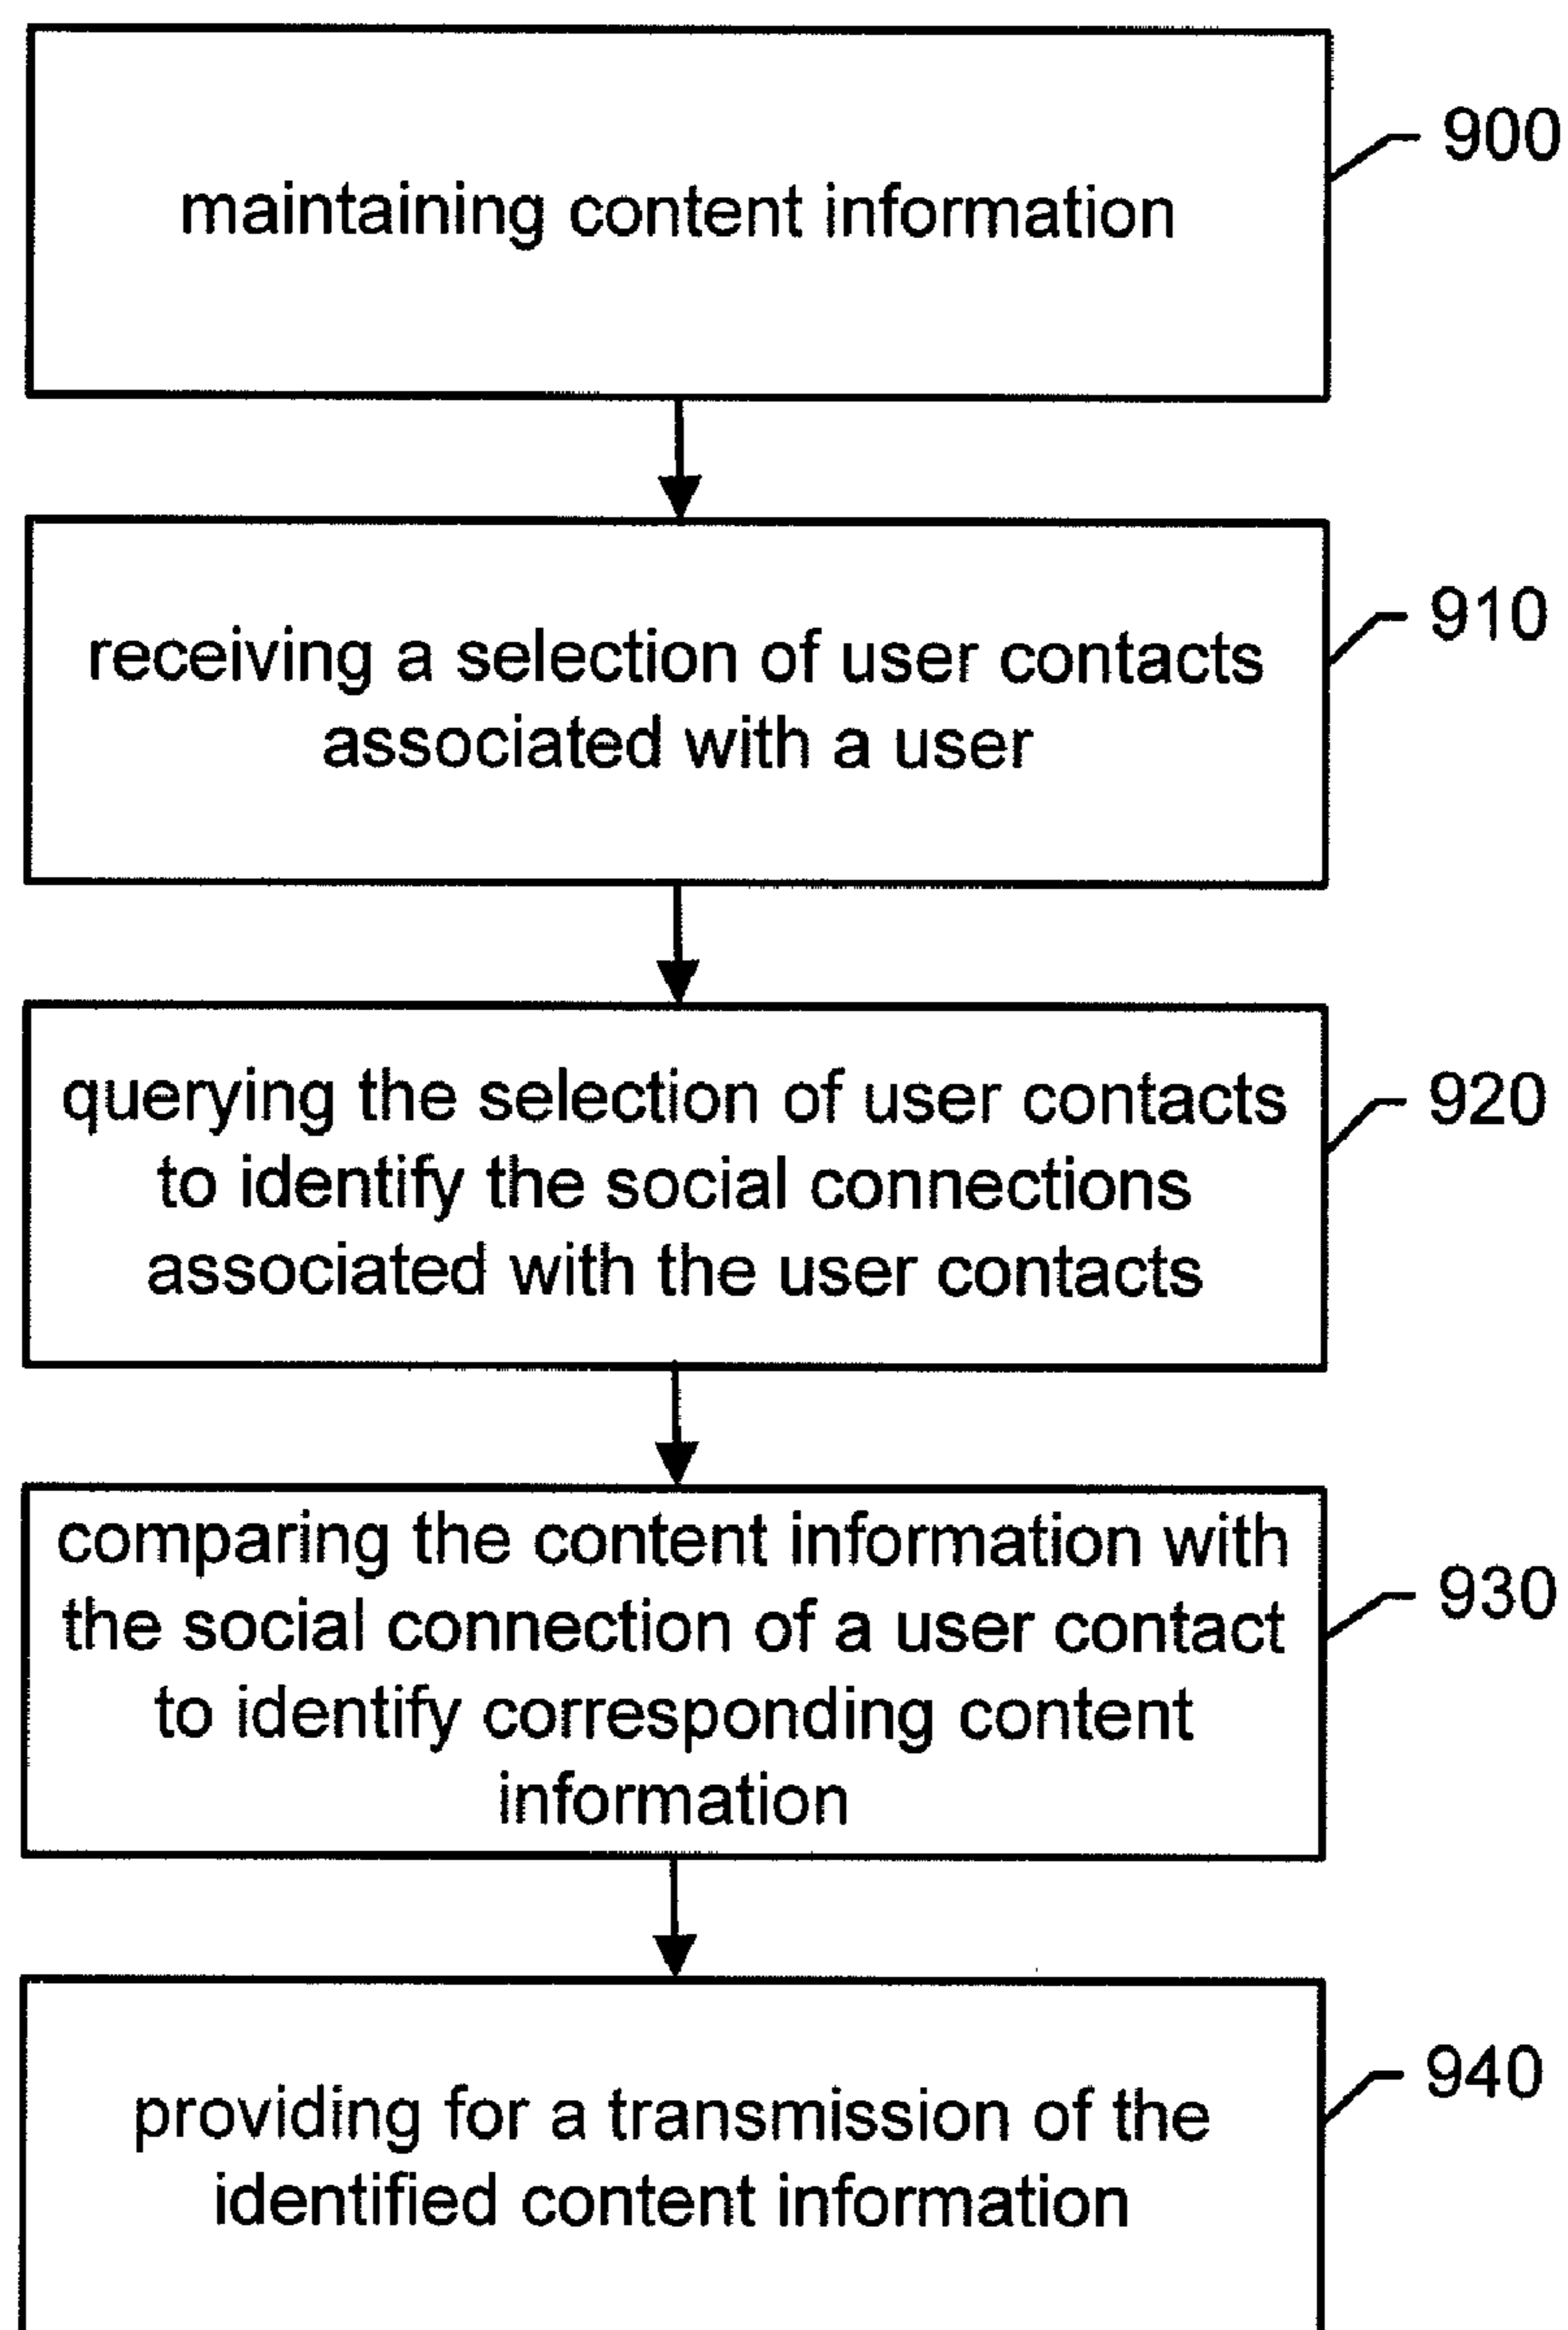 maintaining content information
900
receiving a selection of user contacts
associated with a user
910
querying the selection of user contacts
to identify the social connections
associated with the user contacts
920
comparing the content information with
the social connection of a user contact
to identify corresponding content
information
930
providing for a transmission of the
identified content information
940